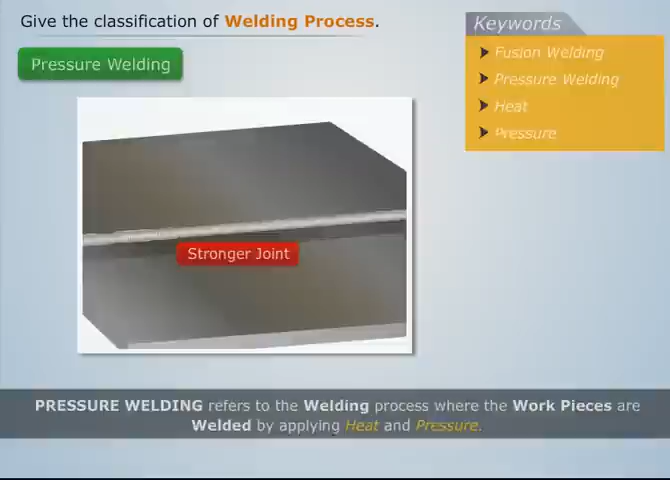 Give the classification of Welding Process.
Keywords
Pressure Welding
Fusion Welding
Pressure Welding
Heat
Pressure
Stronger Joint
PRESSURE WELDING refers to the Welding process where the Work Pieces are
Welded by applying Heat and Pressure.